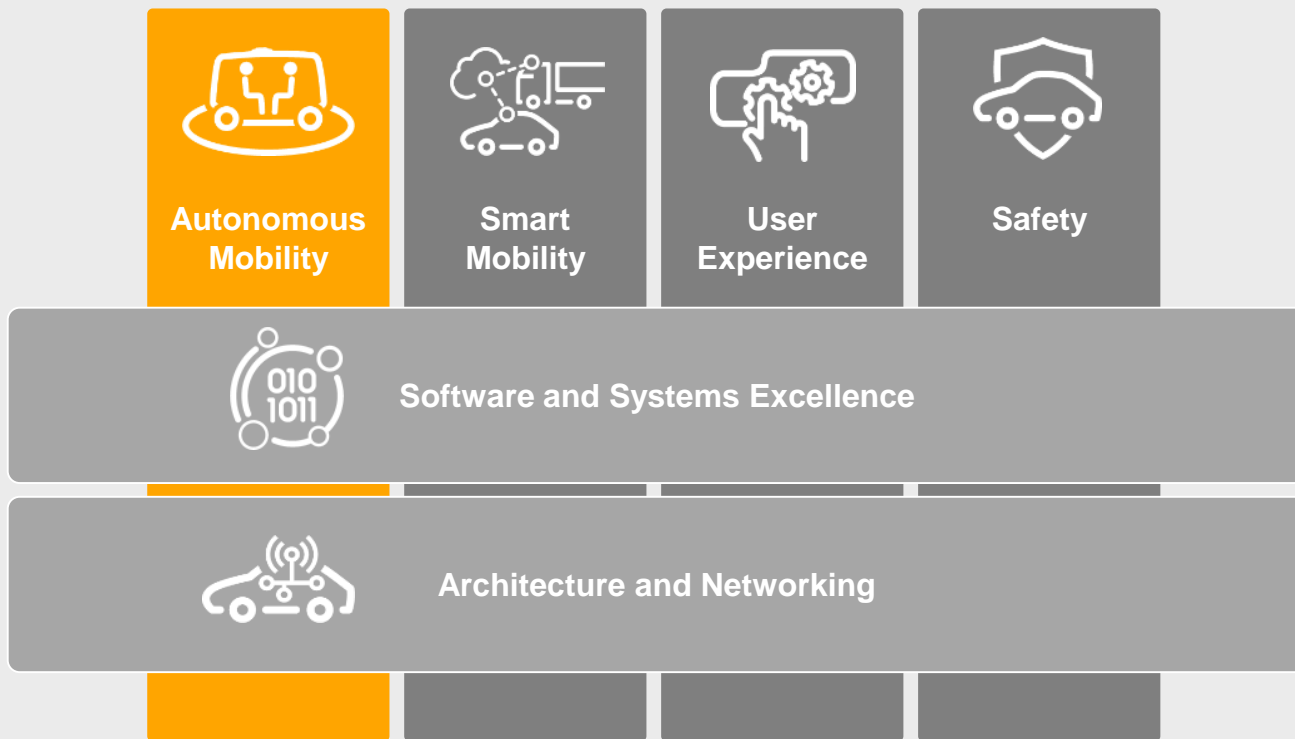 Autonomous
Mobility
Smart
Mobility
User
Experience
Safety
010
1011
Software and Systems Excellence
Architecture and Networking